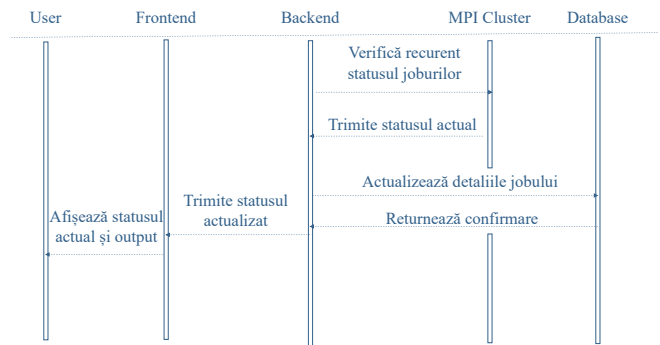 User
Frontend
Backend
MPI Cluster
Database
Verifică recurent
statusul joburilor
Trimite statusul actual
Actualizează detaliile jobului
Trimite statusul
actualizat
Returnează confirmare
Afișează statusul
actual și output